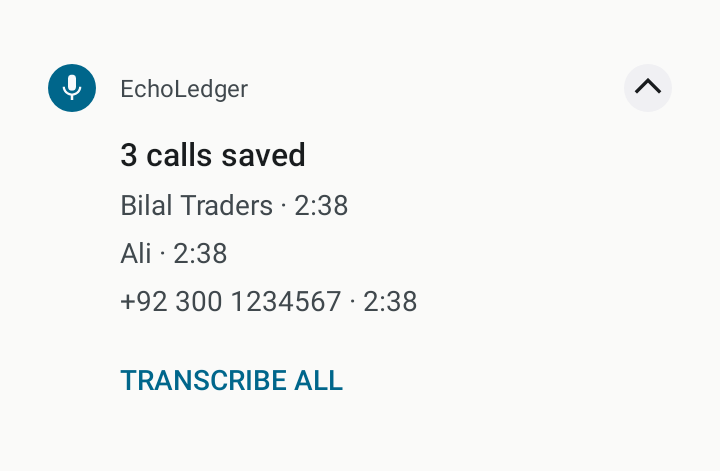 EchoLedger
3 calls saved
Bilal Traders · 2:38
Ali · 2:38
+92 300 1234567 · 2:38
TRANSCRIBE ALL